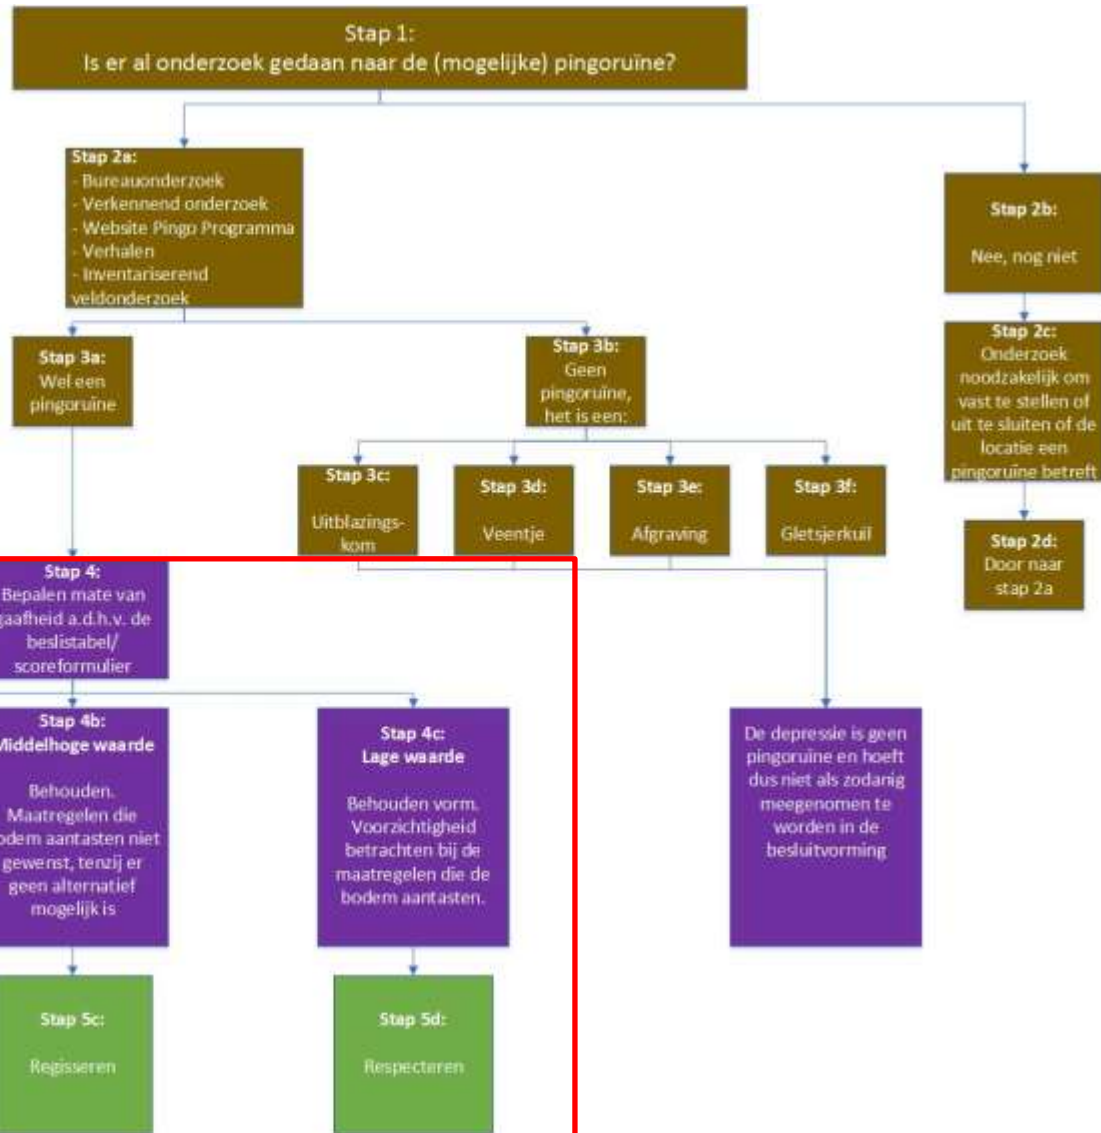 Stap 1:
Is er al onderzoek gedaan naar de (mogelijke) pingoruïne?
Stap 2a:
- Bureauonderzoek
- Verkennend onderzoek
- Website Pingo Programma
- Verhalen
- Inventariserend
veldonderzoek
Stap 2b:
Nee, nog niet
Stap 2c:
Onderzoek
noodzakelijk om
vast te stellen of
uit te sluiten of de
locatie een
pingoruïne betreft
Stap 2d:
Door naar
stap 2a
Stap 3a:
Wel een
pingoruïne
Stap 3b:
Geen
pingoruïne,
het is een:
Stap 3c:
Uitblazings-
kom
Stap 3d:
Veentje
Stap 3e:
Afgraving
Stap 3f:
Gletsjerkuil
Stap 4:
Bepalen mate van
gaafheid a.d.h.v. de
beslistabel/
scoreformulier
Stap 4b:
Middelhoge waarde
Behouden.
Maatregelen die
bodem aantasten niet
gewenst, tenzij er
geen alternatief
mogelijk is
Stap 4c:
Lage waarde
Behouden vorm.
Voorzichtigheid
betrachten bij de
maatregelen die de
bodem aantasten.
De depressie is geen
pingoruïne en hoeft
dus niet als zodanig
meegenomen te
worden in de
besluitvorming
Stap 5c:
Regisseren
Stap 5d:
Respecteren